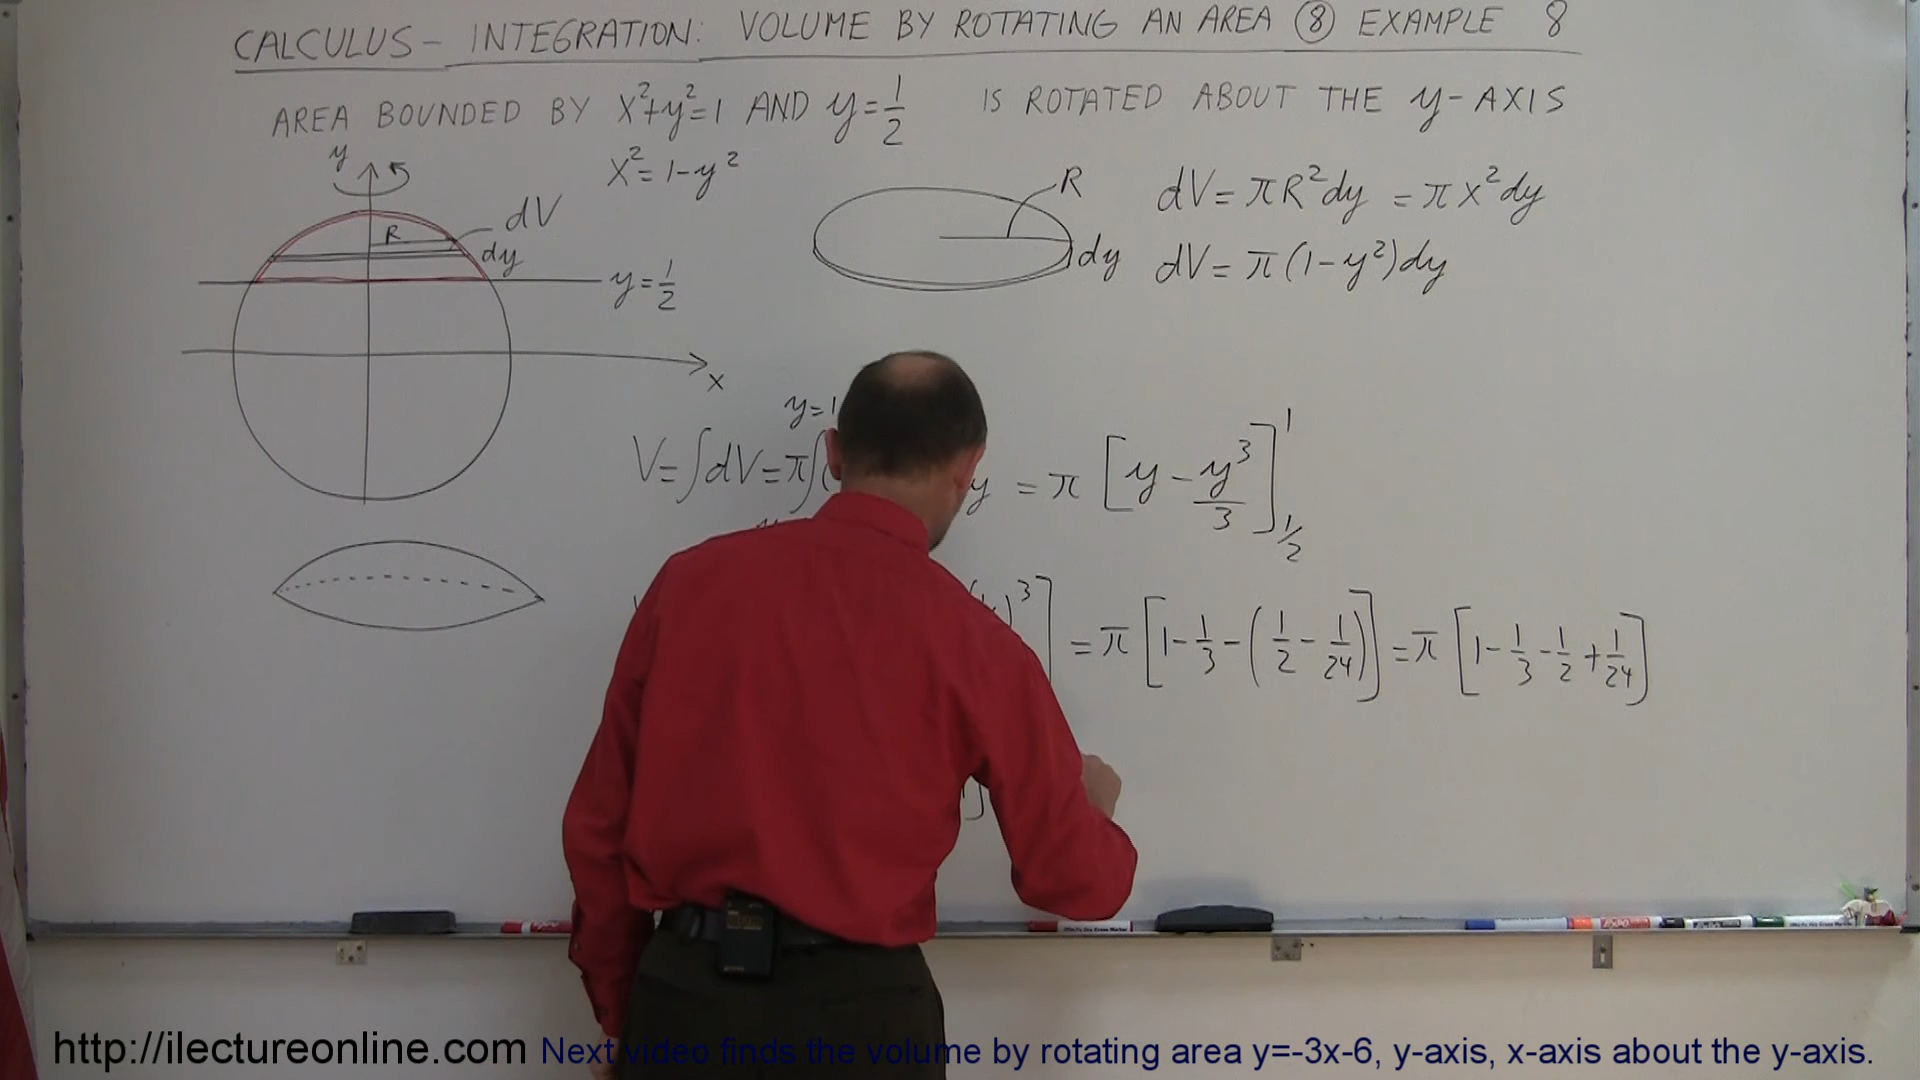 CALCULUS – INTEGRATION: VOLUME BY ROTATING AN AREA ⑧ EXAMPLE 8
AREA BOUNDED BY x²+y²=1 AND y=1/2 IS ROTATED ABOUT THE y-AXIS
x²=1-y²
y
R
dV
dy
y=1/2
x
R
dy
dV=πR²dy =πx²dy
dV=π(1-y²)dy
y=1
V=∫dV=π∫( y =π[y-y³/3]₁/₂¹
)³] =π[1-1/3-(1/2-1/24)]=π[1-1/3-1/2+1/24]
http://ilectureonline.com Next video finds the volume by rotating area y=-3x-6, y-axis, x-axis about the y-axis.